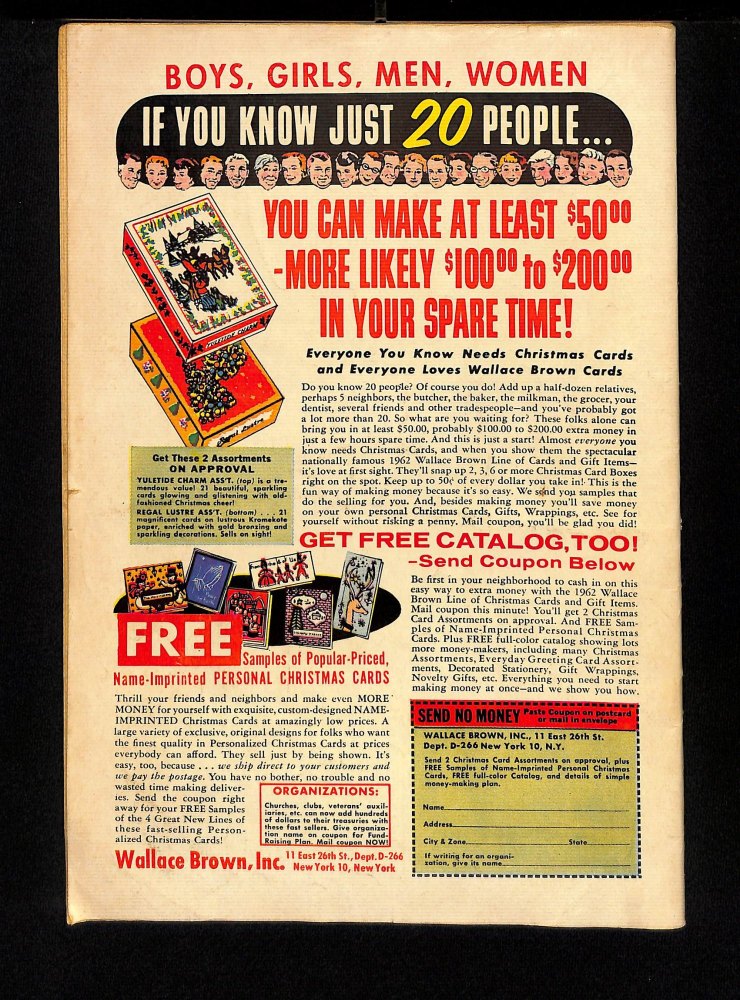 BOYS, GIRLS, MEN, WOMEN
IF YOU KNOW JUST 20 PEOPLE...
YOU CAN MAKE AT LEAST $50⁰⁰
-MORE LIKELY $100⁰⁰ to $200⁰⁰
IN YOUR SPARE TIME!
YULETIDE CHARM
Regal Lustre
Everyone You Know Needs Christmas Cards
and Everyone Loves Wallace Brown Cards
Do you know 20 people? Of course you do! Add up a half-dozen relatives,
perhaps 5 neighbors, the butcher, the baker, the milkman, the grocer, your
dentist, several friends and other tradespeople—and you've probably got
a lot more than 20. So what are you waiting for? These folks alone can
bring you in at least $50.00, probably $100.00 to $200.00 extra money in
just a few hours spare time. And this is just a start! Almost everyone you
know needs Christmas Cards, and when you show them the spectacular
nationally famous 1962 Wallace Brown Line of Cards and Gift Items—
it's love at first sight. They'll snap up 2, 3, 6 or more Christmas Card Boxes
right on the spot. Keep up to 50¢ of every dollar you take in! This is the
fun way of making money because it's so easy. We send you samples that
do the selling for you. And, besides making money you'll save money
on your own personal Christmas Cards, Gifts, Wrappings, etc. See for
yourself without risking a penny. Mail coupon, you'll be glad you did!
Get These 2 Assortments
ON APPROVAL
YULETIDE CHARM ASS'T. (top) is a tre-
mendous value! 21 beautiful, sparkling
cards glowing and glistening with old-
fashioned Christmas cheer!
REGAL LUSTRE ASS'T. (bottom) . . . 21
magnificent cards on lustrous Kromekote
paper, enriched with gold bronzing and
sparkling decorations. Sells on sight!
GET FREE CATALOG, TOO!
–Send Coupon Below
Be first in your neighborhood to cash in on this
easy way to extra money with the 1962 Wallace
Brown Line of Christmas Cards and Gift Items.
Mail coupon this minute! You'll get 2 Christmas
Card Assortments on approval. And FREE Sam-
ples of Name-Imprinted Personal Christmas
Cards. Plus FREE full-color catalog showing lots
more money-makers, including many Christmas
Assortments, Everyday Greeting Card Assort-
ments, Decorated Stationery, Gift Wrappings,
Novelty Gifts, etc. Everything you need to start
making money at once—and we show you how.
FREE
Samples of Popular-Priced,
Name-Imprinted PERSONAL CHRISTMAS CARDS
Thrill your friends and neighbors and make even MORE
MONEY for yourself with exquisite, custom-designed NAME-
IMPRINTED Christmas Cards at amazingly low prices. A
large variety of exclusive, original designs for folks who want
the finest quality in Personalized Christmas Cards at prices
everybody can afford. They sell just by being shown. It's
easy, too, because . . . we ship direct to your customers and
we pay the postage. You have no bother, no trouble and no
wasted time making deliver-
ies. Send the coupon right
away for your FREE Samples
of the 4 Great New Lines of
these fast-selling Person-
alized Christmas Cards!
ORGANIZATIONS:
Churches, clubs, veterans' auxil-
iaries, etc. can now add hundreds
of dollars to their treasuries with
these fast sellers. Give organiza-
tion name on coupon for Fund-
Raising Plan. Mail coupon NOW!
Wallace Brown, Inc. 11 East 26th St., Dept. D-266
New York 10, New York
SEND NO MONEY Paste Coupon on postcard
or mail in envelope
WALLACE BROWN, INC., 11 East 26th St.
Dept. D-266 New York 10, N.Y.
Send 2 Christmas Card Assortments on approval, plus
FREE Samples of Name-Imprinted Personal Christmas
Cards, FREE full-color Catalog, and details of simple
money-making plan.
Name
Address
City & Zone State
If writing for an organi-
zation, give its name